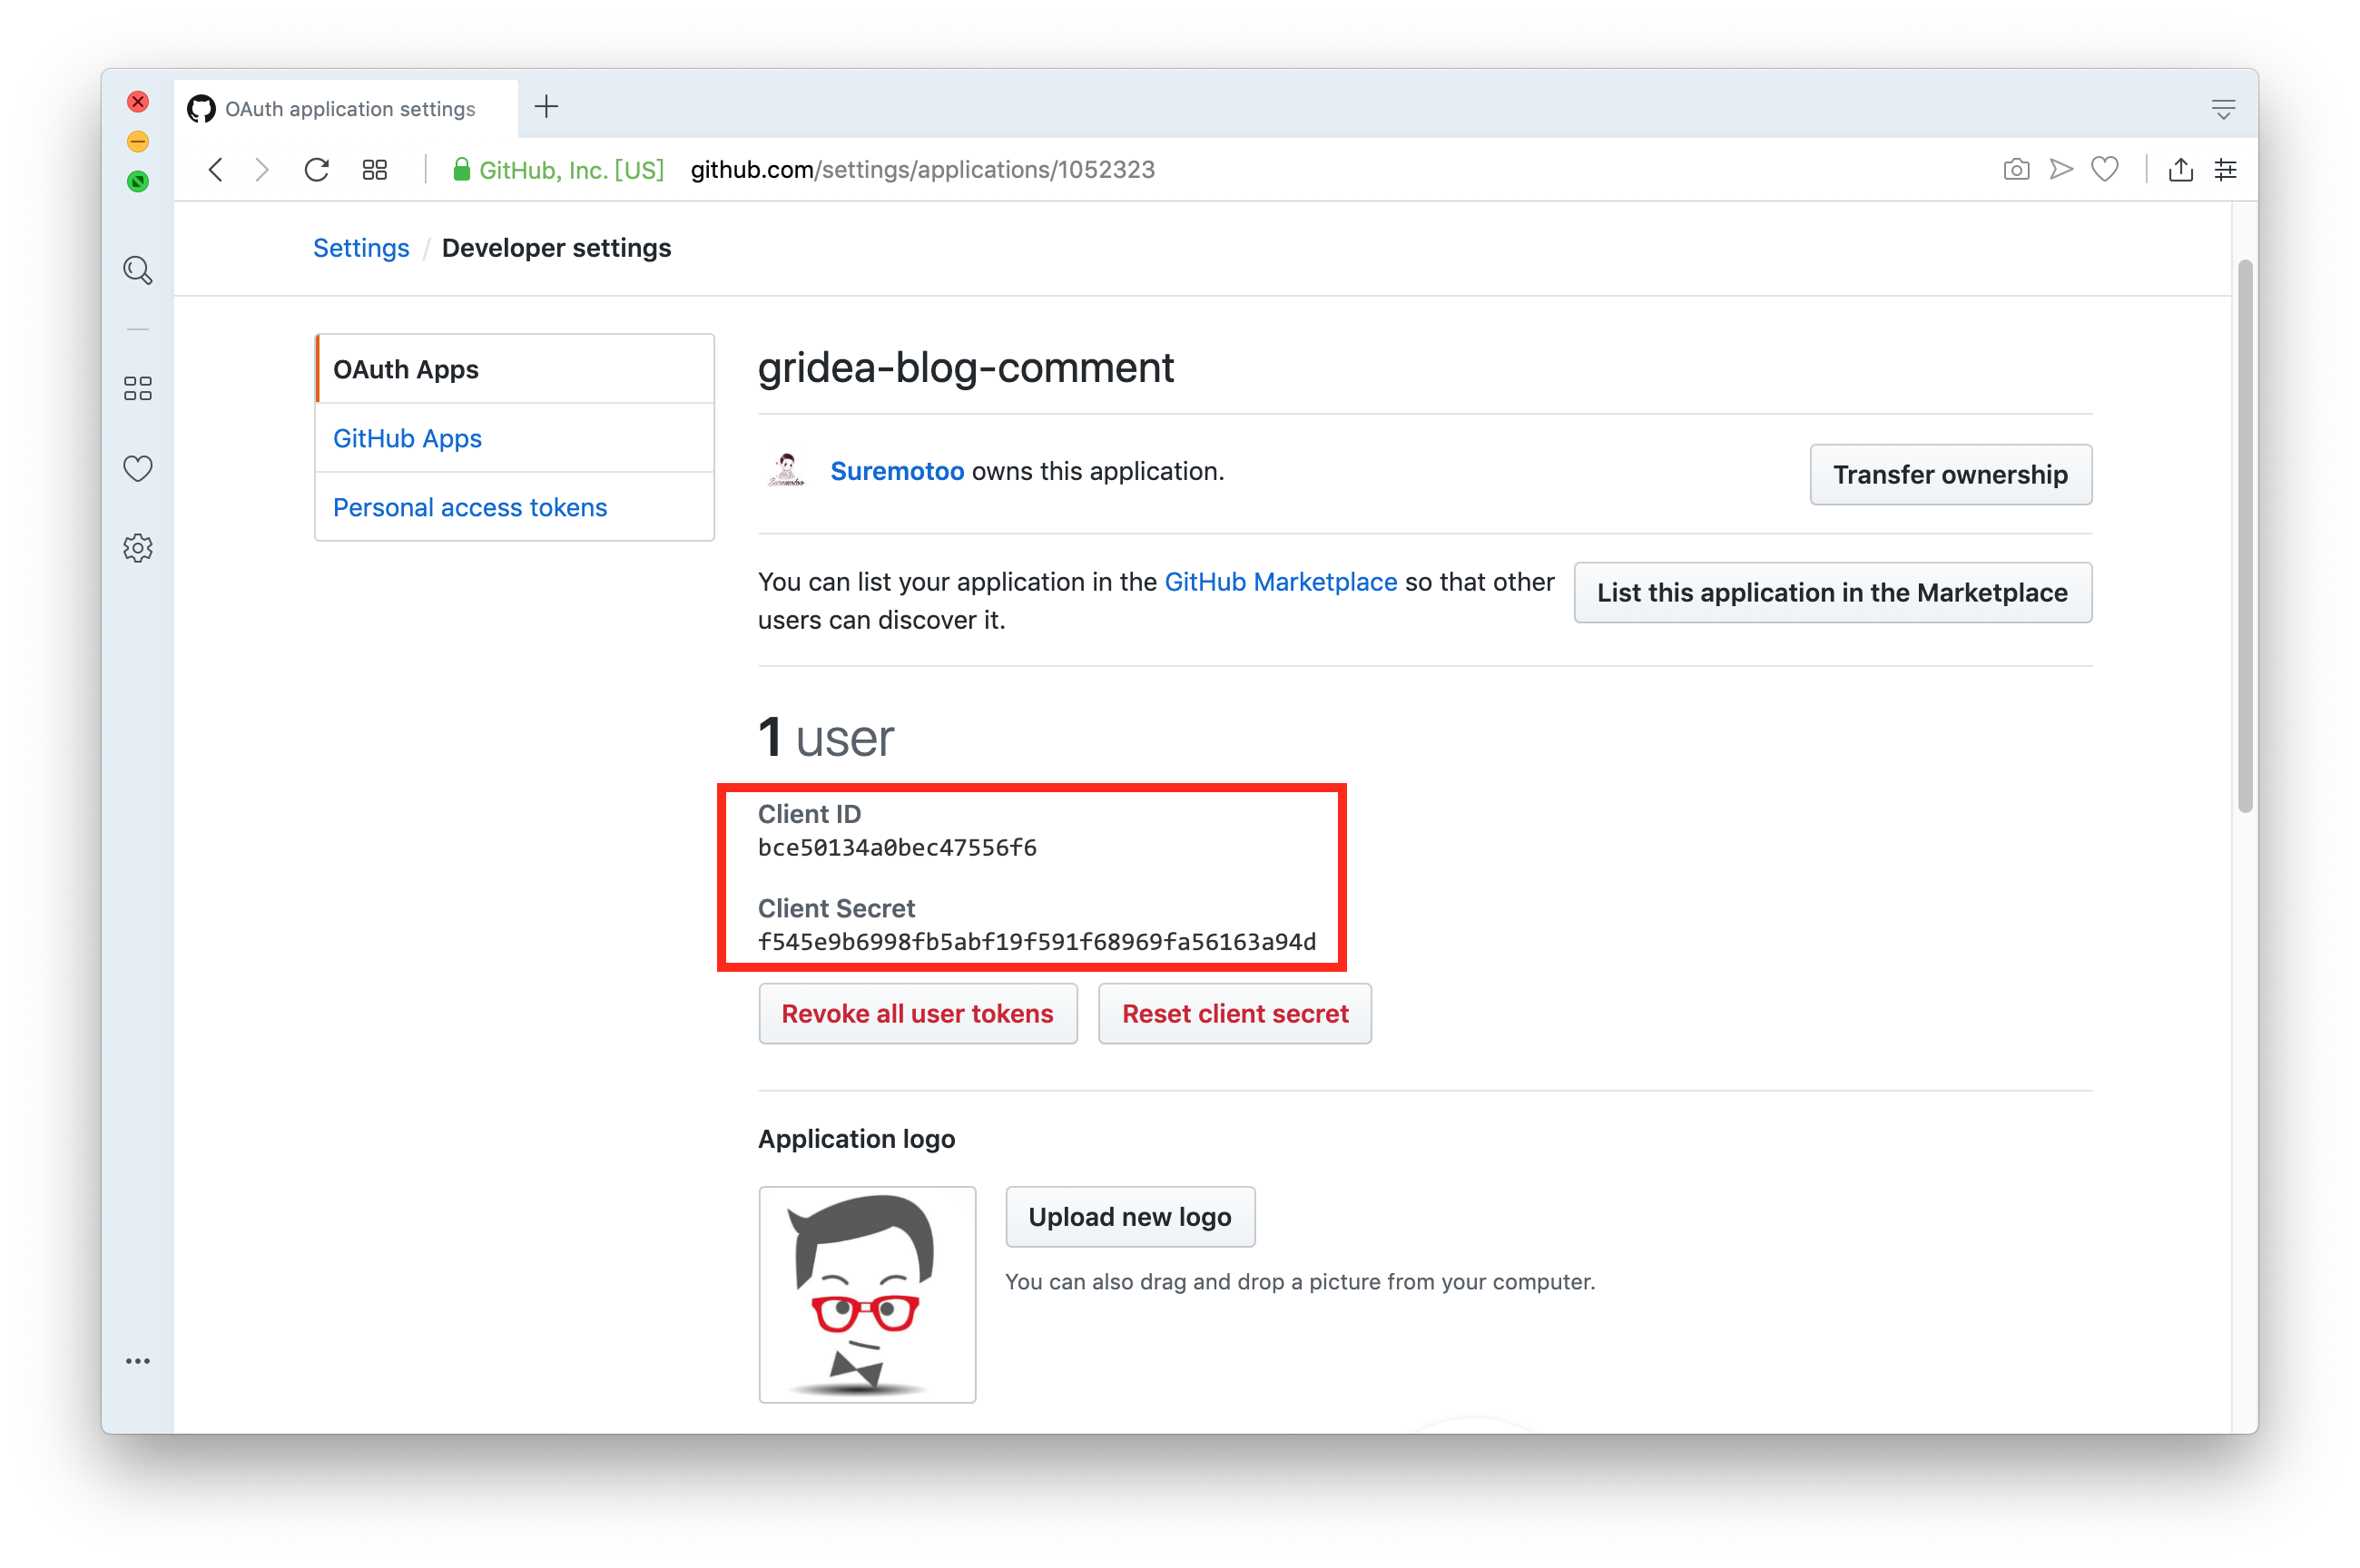 OAuth application settings
GitHub, Inc. [US] github.com/settings/applications/1052323
Settings / Developer settings
OAuth Apps
GitHub Apps
Personal access tokens
gridea-blog-comment
Suremotoo owns this application.
Transfer ownership
You can list your application in the GitHub Marketplace so that other
users can discover it.
List this application in the Marketplace
1 user
Client ID
bce50134a0bec47556f6
Client Secret
f545e9b6998fb5abf19f591f68969fa56163a94d
Revoke all user tokens
Reset client secret
Application logo
Upload new logo
You can also drag and drop a picture from your computer.